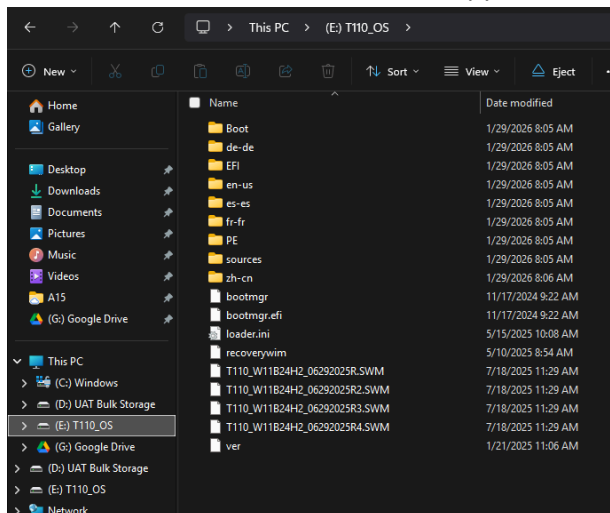 This PC > (E:) T110_OS >
New Sort View Eject
Home
Gallery
Desktop
Downloads
Documents
Pictures
Music
Videos
A15
(G:) Google Drive
This PC
(C:) Windows
(D:) UAT Bulk Storage
(E:) T110_OS
(G:) Google Drive
(D:) UAT Bulk Storage
(E:) T110_OS
Network
Name Date modified
Boot 1/29/2026 8:05 AM
de-de 1/29/2026 8:05 AM
EFI 1/29/2026 8:05 AM
en-us 1/29/2026 8:05 AM
es-es 1/29/2026 8:05 AM
fr-fr 1/29/2026 8:05 AM
PE 1/29/2026 8:05 AM
sources 1/29/2026 8:05 AM
zh-cn 1/29/2026 8:06 AM
bootmgr 11/17/2024 9:22 AM
bootmgr.efi 11/17/2024 9:22 AM
loader.ini 5/15/2025 10:08 AM
recoverywim 5/10/2025 8:54 AM
T110_W11B24H2_06292025R.SWM 7/18/2025 11:29 AM
T110_W11B24H2_06292025R2.SWM 7/18/2025 11:29 AM
T110_W11B24H2_06292025R3.SWM 7/18/2025 11:29 AM
T110_W11B24H2_06292025R4.SWM 7/18/2025 11:29 AM
ver 1/21/2025 11:06 AM